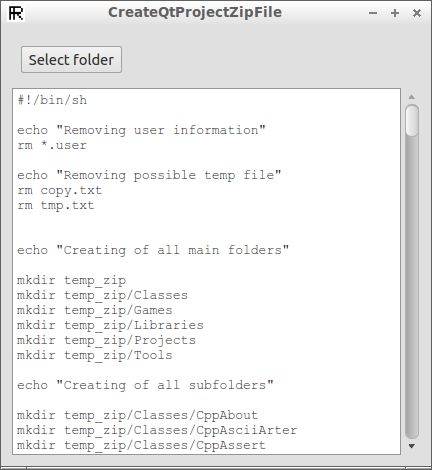 CreateQtProjectZipFile
Select folder
#!/bin/sh
echo "Removing user information"
rm *.user
echo "Removing possible temp file"
rm copy.txt
rm tmp.txt
echo "Creating of all main folders"
mkdir temp_zip
mkdir temp_zip/Classes
mkdir temp_zip/Games
mkdir temp_zip/Libraries
mkdir temp_zip/Projects
mkdir temp_zip/Tools
echo "Creating of all subfolders"
mkdir temp_zip/Classes/CppAbout
mkdir temp_zip/Classes/CppAsciiArter
mkdir temp_zip/Classes/CppAssert